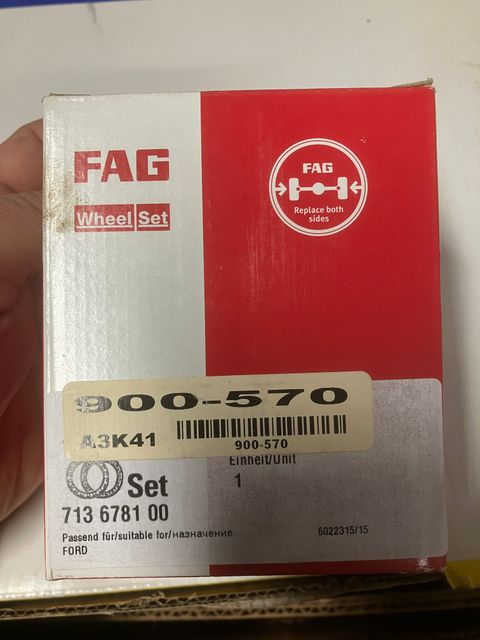 FAG
Wheel Set
FAG
Replace both
sides
900-570
A3K41
900-570
Einheit/Unit
Set
1
713 6781 00
Passend für/suitable for/назначение
6022315/15
FORD